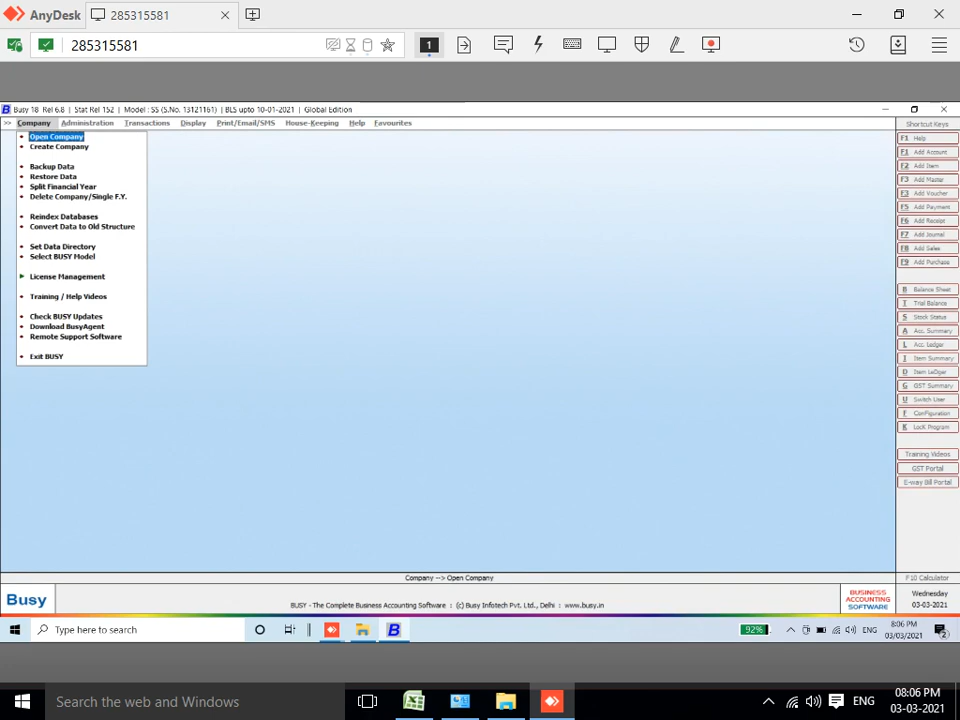 AnyDesk
285315581
285315581
1
Busy 18 Rel 6.8 | Stat Rel 152 | Model : SS (S.No. 13121161) | BLS upto 10-01-2021 | Global Edition
>> Company Administration Transactions Display Print/Email/SMS House-Keeping Help Favourites
Open Company
Create Company
Backup Data
Restore Data
Split Financial Year
Delete Company/Single F.Y.
Reindex Databases
Convert Data to Old Structure
Set Data Directory
Select BUSY Model
License Management
Training / Help Videos
Check BUSY Updates
Download BusyAgent
Remote Support Software
Exit BUSY
Shortcut Keys
F1 Help
F1 Add Account
F2 Add Item
F3 Add Master
F3 Add Voucher
F5 Add Payment
F6 Add Receipt
F7 Add Journal
F8 Add Sales
F9 Add Purchase
B Balance Sheet
T Trial Balance
S Stock Status
A Acc. Summary
L Acc. Ledger
I Item Summary
D Item LeDger
G GST Summary
U Switch User
F ConFiguration
K LocK Program
Training Videos
GST Portal
E-way Bill Portal
Company --> Open Company
F10 Calculator
Busy
BUSY - The Complete Business Accounting Software : (c) Busy Infotech Pvt. Ltd., Delhi : www.busy.in
BUSINESS
ACCOUNTING
SOFTWARE
Wednesday
03-03-2021
Type here to search
92%
ENG
8:06 PM
03/03/2021
2
Search the web and Windows
ENG
08:06 PM
03-03-2021